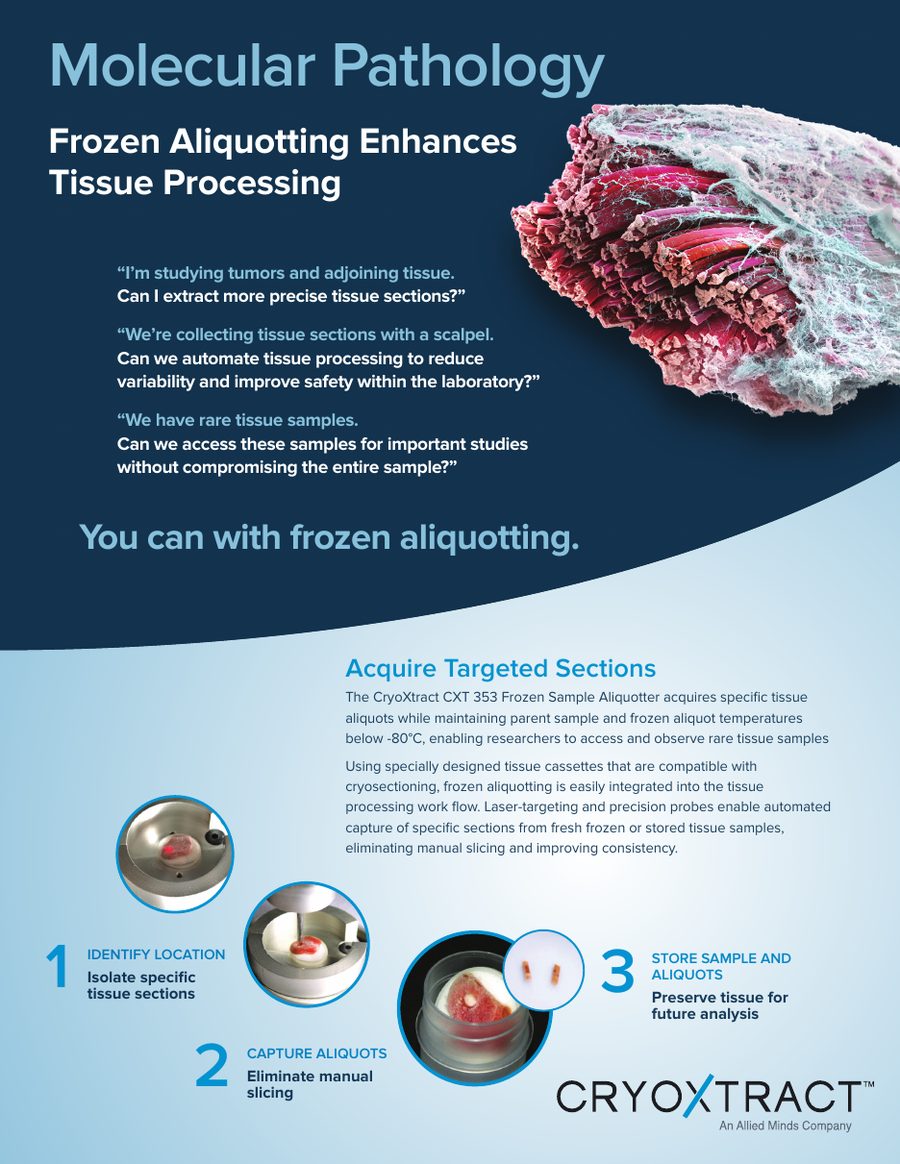 Molecular Pathology
Frozen Aliquotting Enhances
Tissue Processing
“I’m studying tumors and adjoining tissue.
Can I extract more precise tissue sections?”
“We’re collecting tissue sections with a scalpel.
Can we automate tissue processing to reduce
variability and improve safety within the laboratory?”
“We have rare tissue samples.
Can we access these samples for important studies
without compromising the entire sample?”
You can with frozen aliquotting.
Acquire Targeted Sections
The CryoXtract CXT 353 Frozen Sample Aliquotter acquires specific tissue
aliquots while maintaining parent sample and frozen aliquot temperatures
below -80°C, enabling researchers to access and observe rare tissue samples
Using specially designed tissue cassettes that are compatible with
cryosectioning, frozen aliquotting is easily integrated into the tissue
processing work flow. Laser-targeting and precision probes enable automated
capture of specific sections from fresh frozen or stored tissue samples,
eliminating manual slicing and improving consistency.
1 IDENTIFY LOCATION
Isolate specific
tissue sections
2 CAPTURE ALIQUOTS
Eliminate manual
slicing
3 STORE SAMPLE AND
ALIQUOTS
Preserve tissue for
future analysis
CRYOXTRACT™
An Allied Minds Company